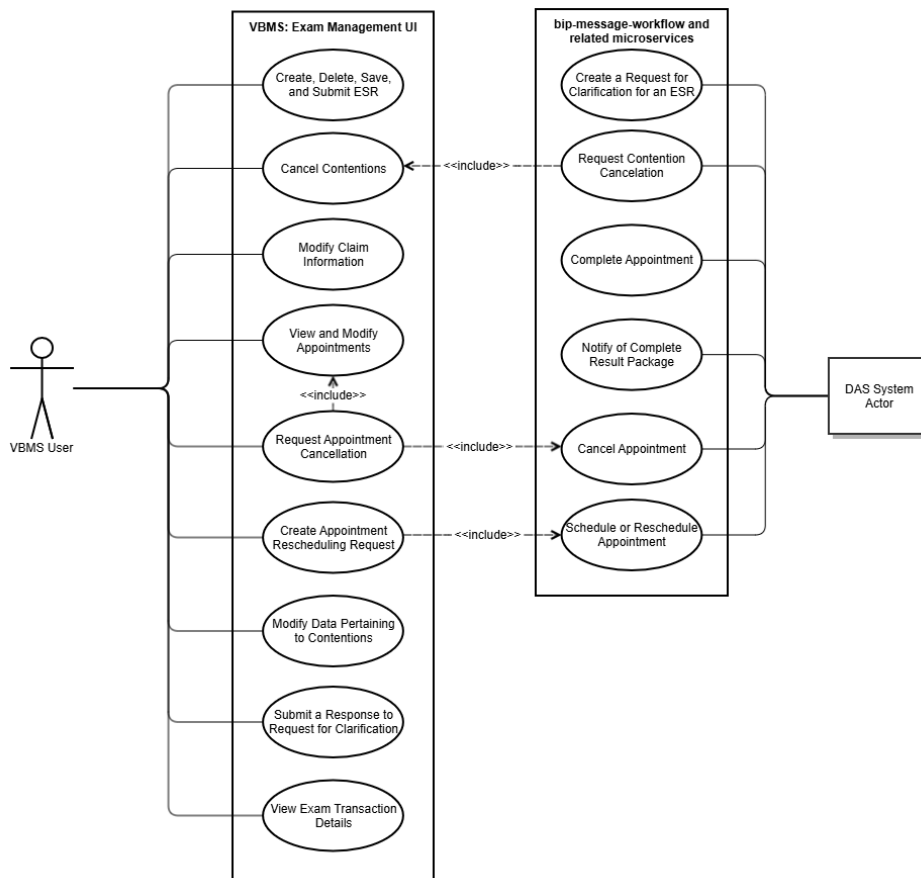 VBMS: Exam Management UI
Create, Delete, Save,
and Submit ESR
Cancel Contentions
Modify Claim
Information
View and Modify
Appointments
<<include>>
Request Appointment
Cancellation
Create Appointment
Rescheduling Request
Modify Data Pertaining
to Contentions
Submit a Response to
Request for Clarification
View Exam Transaction
Details
VBMS User
<<include>>
<<include>>
<<include>>
bip-message-workflow and
related microservices
Create a Request for
Clarification for an ESR
Request Contention
Cancelation
Complete Appointment
Notify of Complete
Result Package
Cancel Appointment
Schedule or Reschedule
Appointment
DAS System
Actor